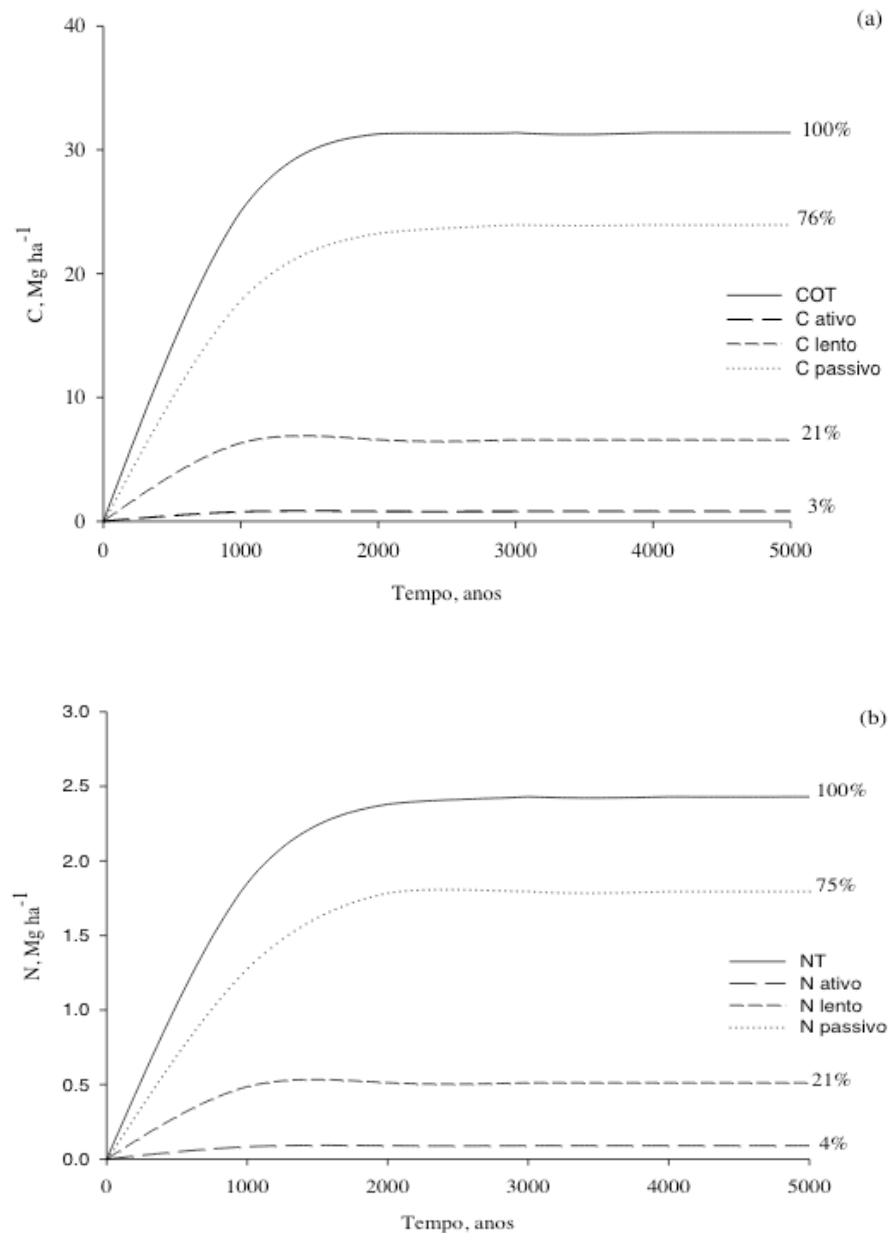 (a)
40
30
20
10
0
C, Mg ha⁻¹
100%
76%
21%
3%
COT
C ativo
C lento
C passivo
0 1000 2000 3000 4000 5000
Tempo, anos
(b)
3.0
2.5
2.0
1.5
1.0
0.5
0.0
N, Mg ha⁻¹
100%
75%
21%
4%
NT
N ativo
N lento
N passivo
0 1000 2000 3000 4000 5000
Tempo, anos